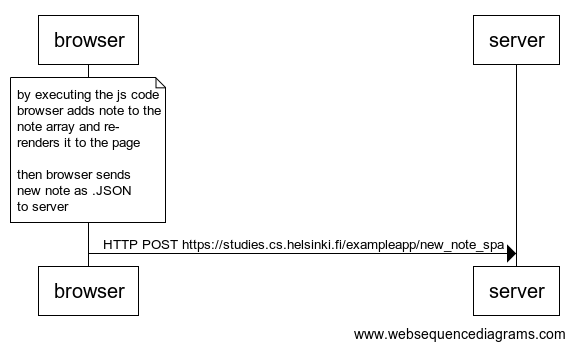 browser
server
by executing the js code
browser adds note to the
note array and re-
renders it to the page
then browser sends
new note as .JSON
to server
HTTP POST https://studies.cs.helsinki.fi/exampleapp/new_note_spa
browser
server
www.websequencediagrams.com